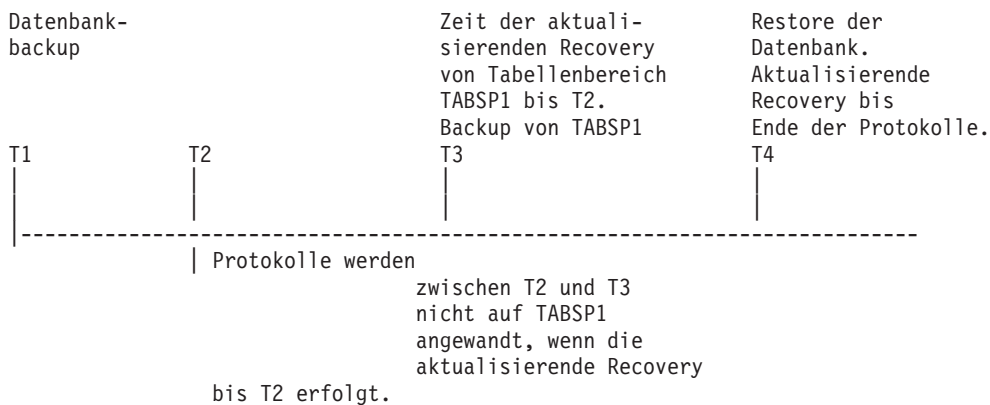 Datenbank- Zeit der aktuali- Restore der
backup sierenden Recovery Datenbank.
von Tabellenbereich Aktualisierende
TABSP1 bis T2. Recovery bis
Backup von TABSP1 Ende der Protokolle.
T1 T2 T3 T4
Protokolle werden
zwischen T2 und T3
nicht auf TABSP1
angewandt, wenn die
aktualisierende Recovery
bis T2 erfolgt.